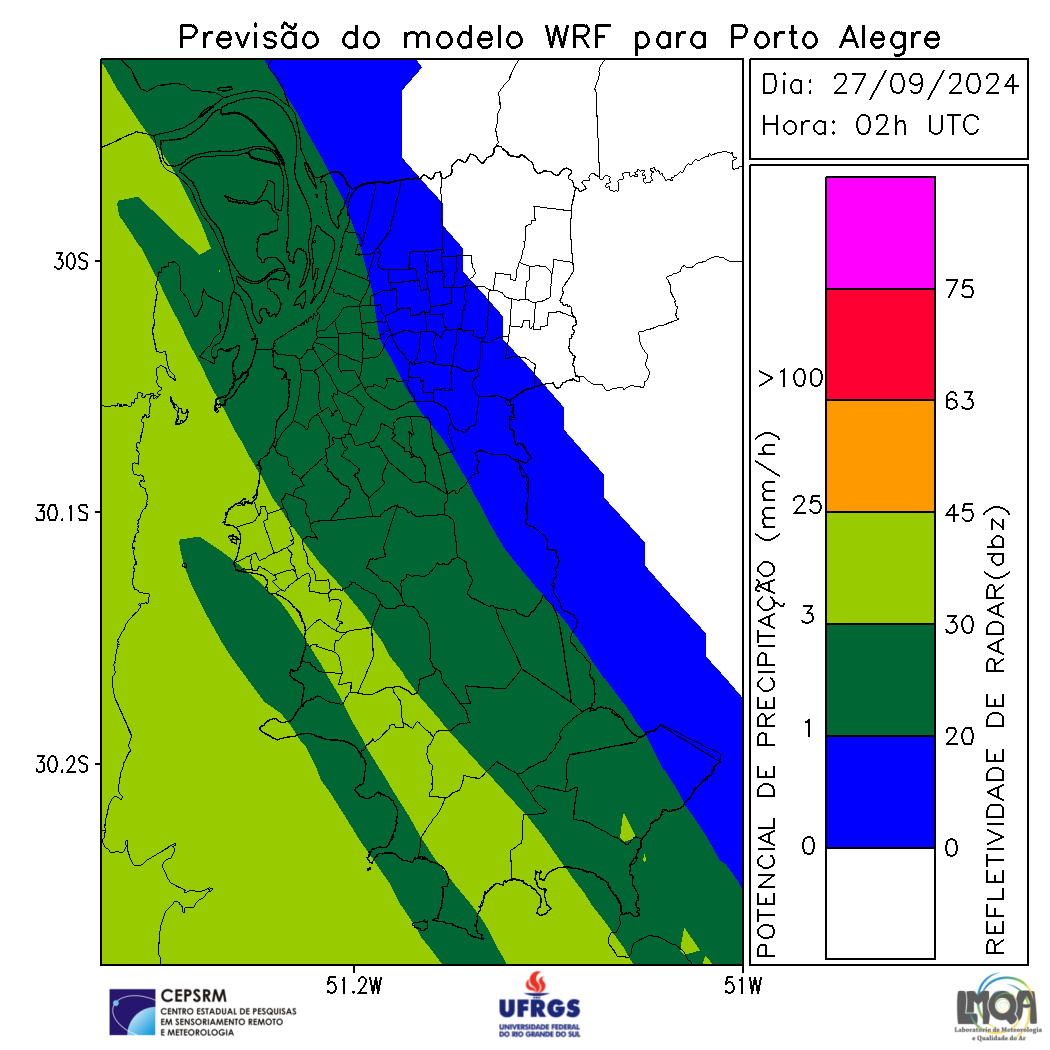 Previsão do modelo WRF para Porto Alegre
Dia: 27/09/2024
Hora: 02h UTC
30S
30.1S
30.2S
51.2W
51W
POTENCIAL DE PRECIPITAÇÃO (mm/h)
>100
25
3
1
0
75
63
45
30
20
0
REFLETIVIDADE DE RADAR(dbz)
CEPSRM
CENTRO ESTADUAL DE PESQUISAS
EM SENSORIAMENTO REMOTO
E METEOROLOGIA
UFRGS
UNIVERSIDADE FEDERAL
DO RIO GRANDE DO SUL
LMQA
Laboratório de Meteorologia
e Qualidade do Ar